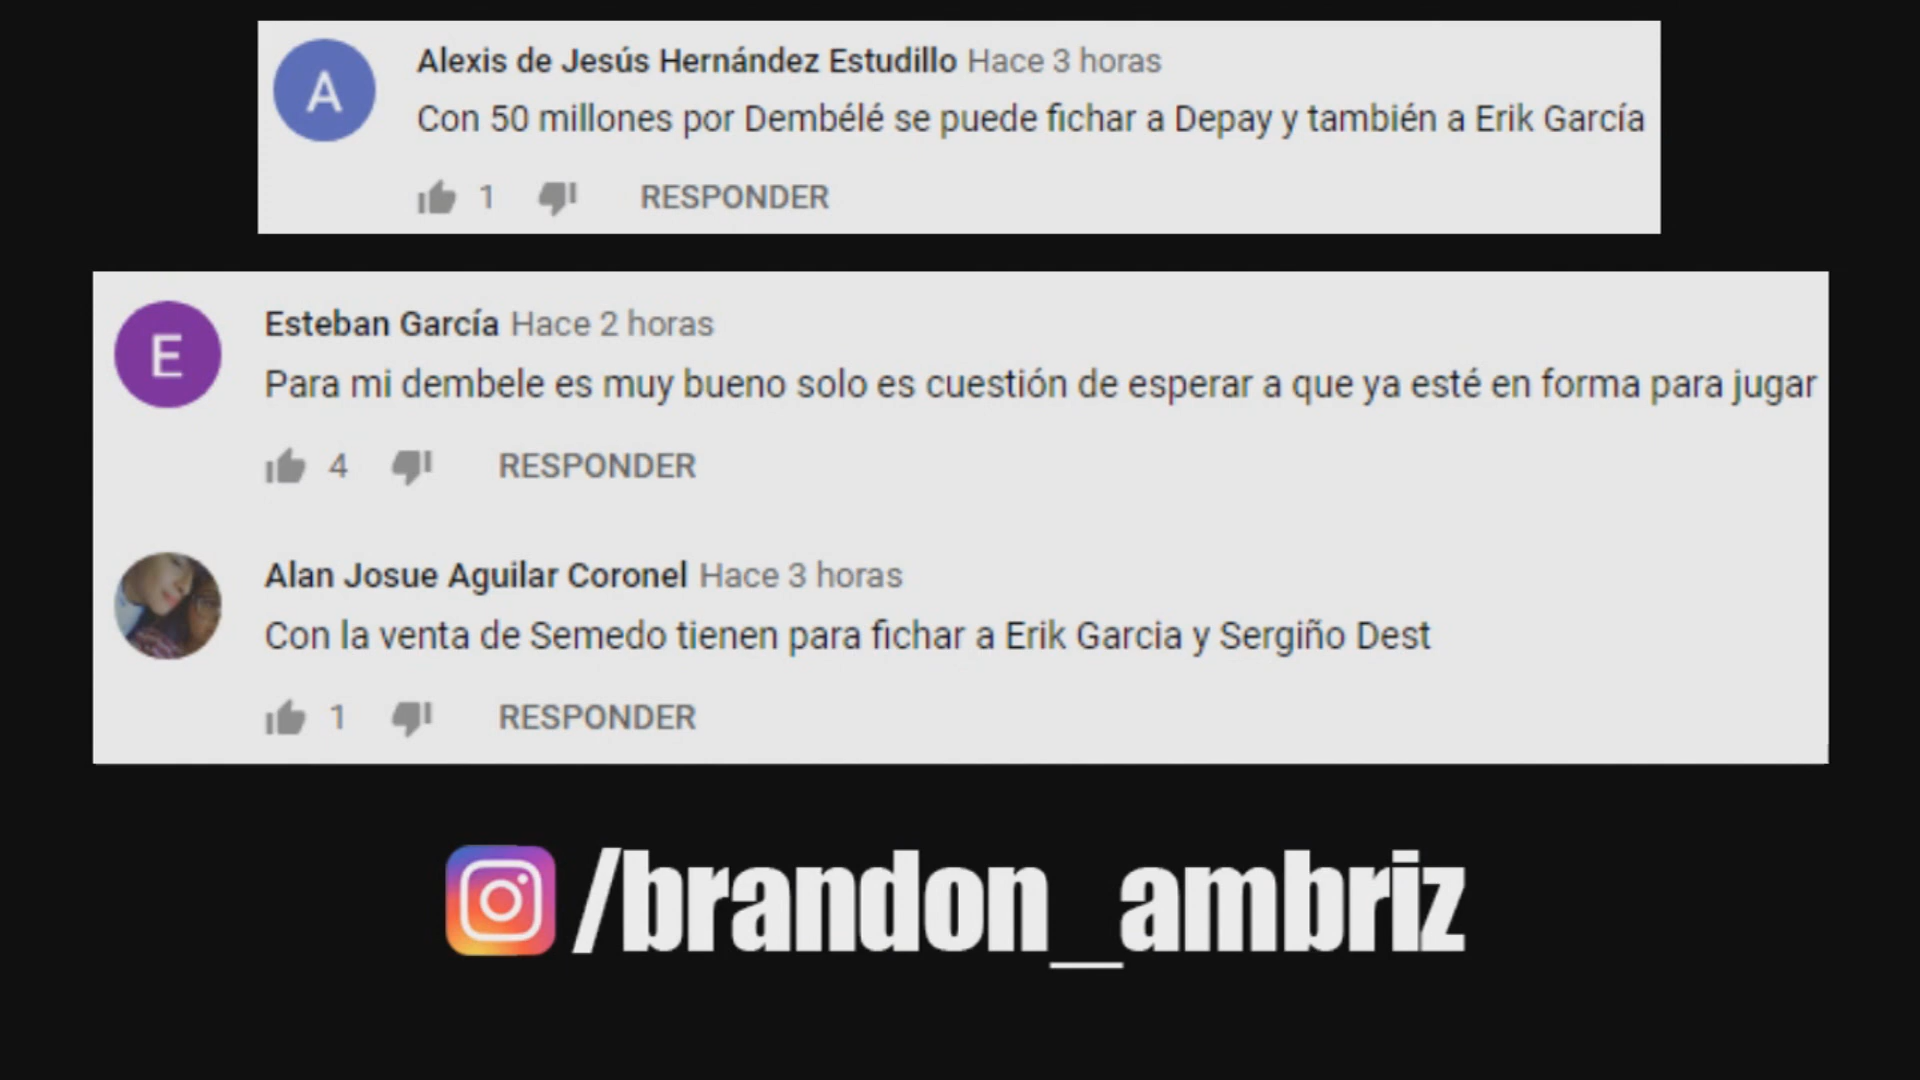 A
Alexis de Jesús Hernández Estudillo Hace 3 horas
Con 50 millones por Dembélé se puede fichar a Depay y también a Erik García
1 RESPONDER
E
Esteban García Hace 2 horas
Para mi dembele es muy bueno solo es cuestión de esperar a que ya esté en forma para jugar
4 RESPONDER
Alan Josue Aguilar Coronel Hace 3 horas
Con la venta de Semedo tienen para fichar a Erik Garcia y Sergiño Dest
1 RESPONDER
/brandon_ambriz